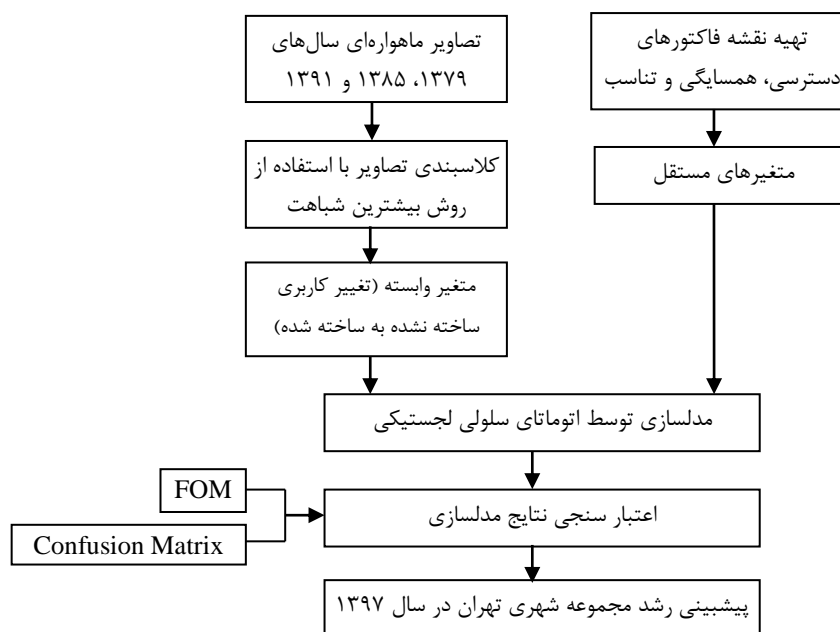 تصاویر ماهواره‌ای سال‌های
۱۳۷۹، ۱۳۸۵ و ۱۳۹۱
تهیه نقشه فاکتورهای
دسترسی، همسایگی و تناسب
کلاسبندی تصاویر با استفاده از
روش بیشترین شباهت
متغیرهای مستقل
متغیر وابسته (تغییر کاربری
ساخته نشده به ساخته شده)
مدلسازی توسط اتوماتای سلولی لجستیکی
FOM
Confusion Matrix
اعتبار سنجی نتایج مدلسازی
پیشبینی رشد مجموعه شهری تهران در سال ۱۳۹۷